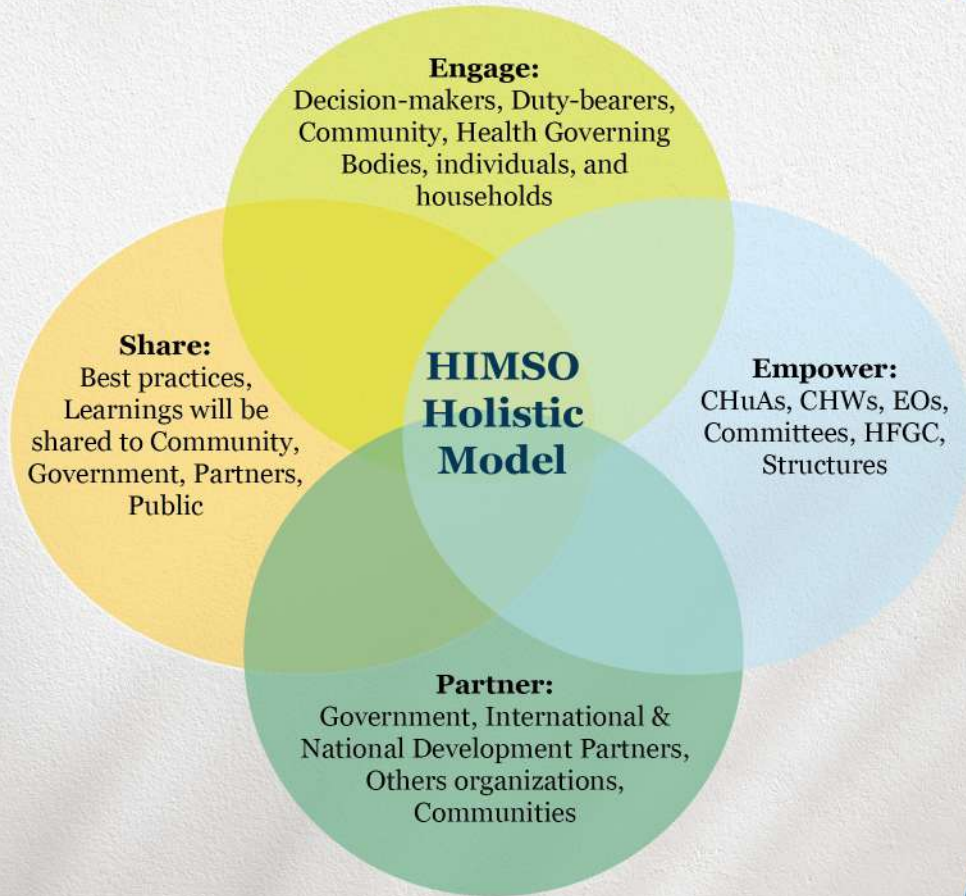 Engage:
Decision-makers, Duty-bearers,
Community, Health Governing
Bodies, individuals, and
households
Share:
Best practices,
Learnings will be
shared to Community,
Government, Partners,
Public
HIMSO
Holistic
Model
Empower:
CHuAs, CHWs, EOs,
Committees, HFGC,
Structures
Partner:
Government, International &
National Development Partners,
Others organizations,
Communities